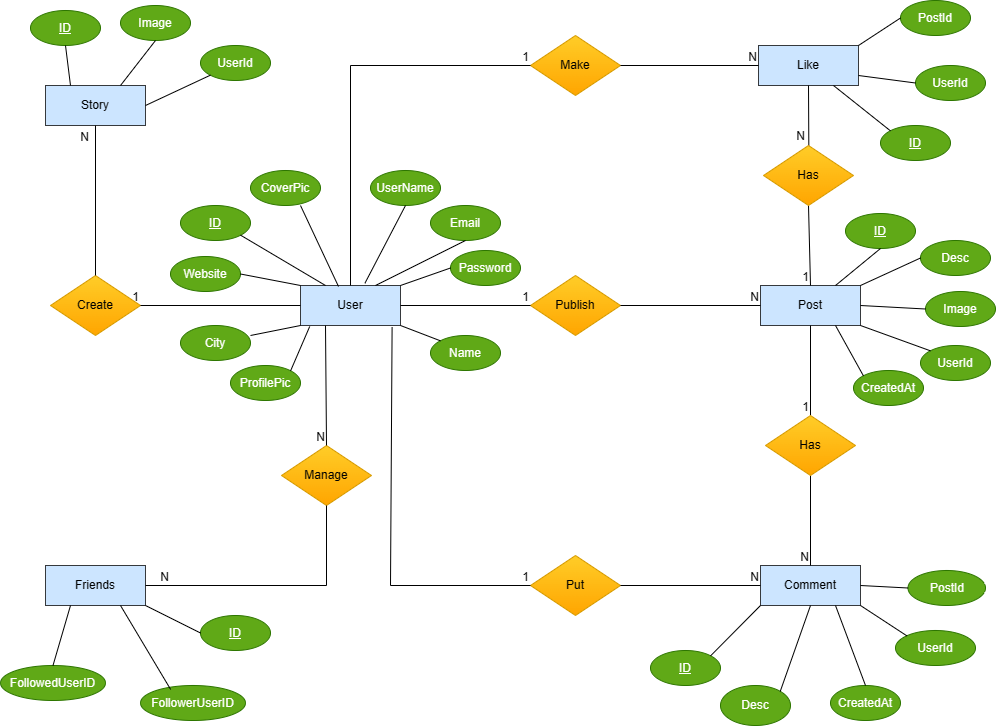 ID
Image
UserId
Story
N
1
Make
N
Like
PostId
UserId
ID
N
Has
1
CoverPic
UserName
ID
Email
Website
Password
Create
1
User
City
ProfilePic
Name
1
Publish
N
Post
ID
Desc
Image
UserId
CreatedAt
1
Has
N
N
Manage
Friends
N
ID
FollowedUserID
FollowerUserID
1
Put
N
Comment
PostId
UserId
ID
Desc
CreatedAt